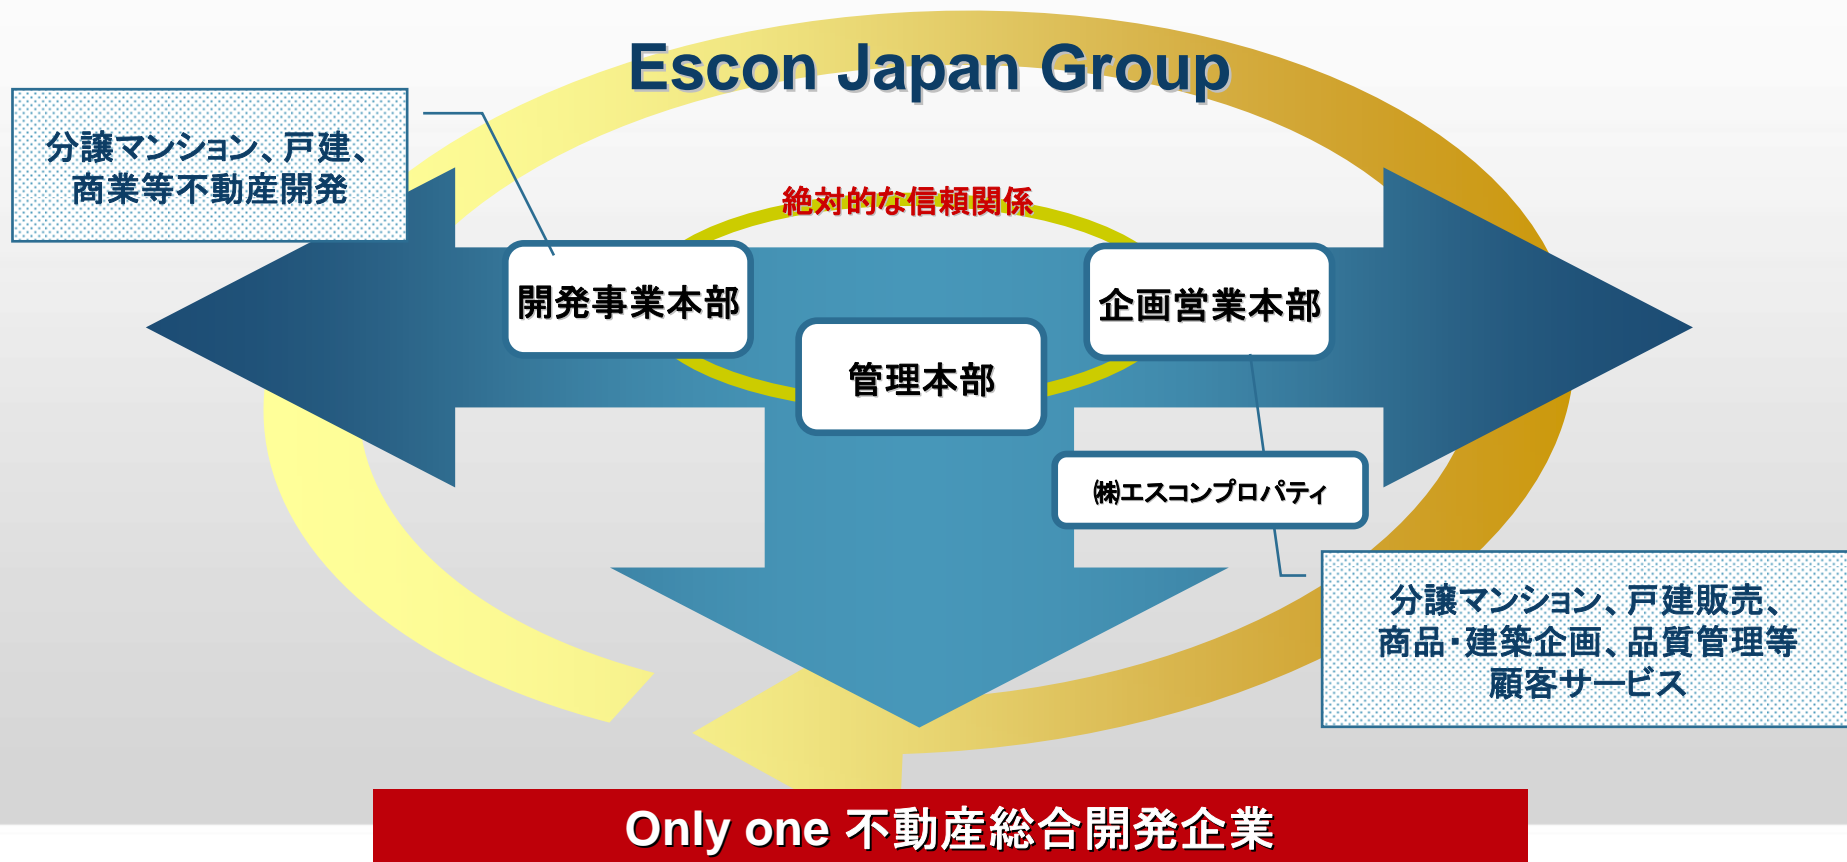 Escon Japan Group
分譲マンション、戸建、
商業等不動産開発
絶対的な信頼関係
開発事業本部
企画営業本部
管理本部
㈱エスコンプロパティ
分譲マンション、戸建販売、
商品・建築企画、品質管理等
顧客サービス
Only one 不動産総合開発企業